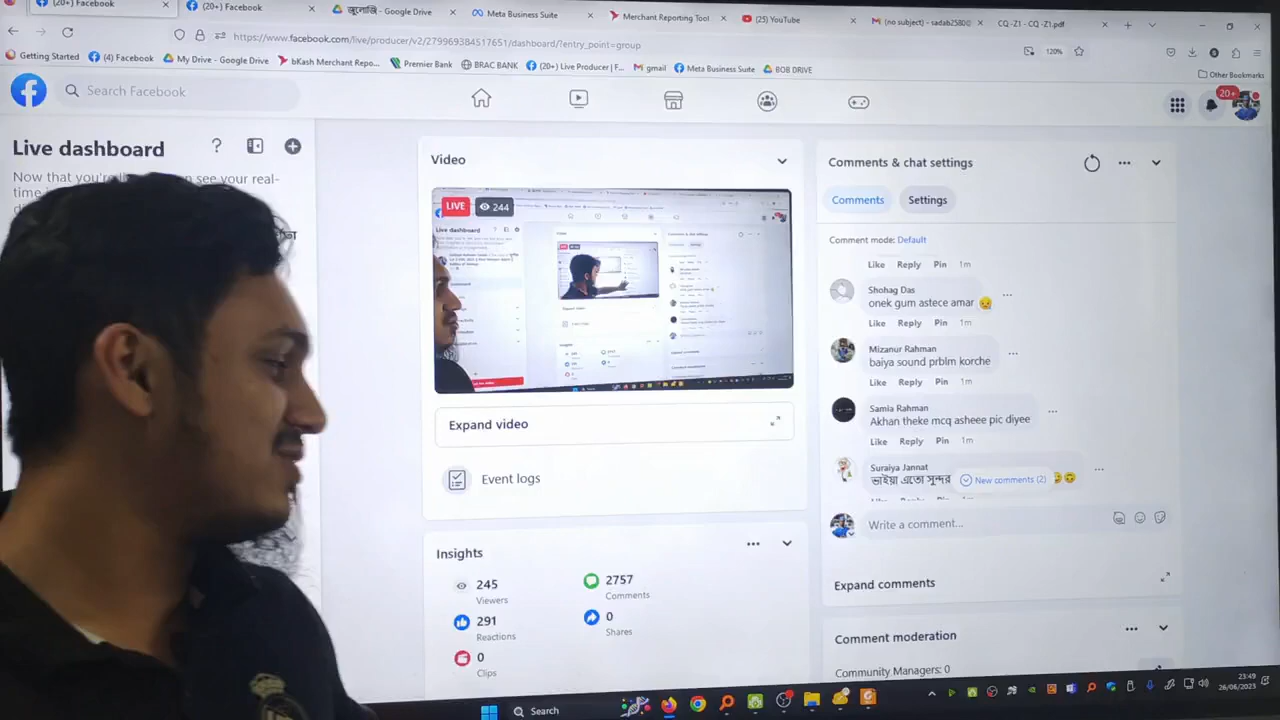 (20+) Facebook
(20+) Facebook
জুলোজি - Google Drive
Meta Business Suite
Merchant Reporting Tool
(25) YouTube
(no subject) - sadab2580@
CQ-Z1 - CQ -Z1.pdf
https://www.facebook.com/live/producer/v2/279969384517651/dashboard/?entry_point=group
120%
Getting Started
(4) Facebook
My Drive - Google Drive
bKash Merchant Repo...
Premier Bank
BRAC BANK
(20+) Live Producer | F...
gmail
Meta Business Suite
BOB DRIVE
Other Bookmarks
Search Facebook
20+
Live dashboard
Now that you're see your real-
time
Video
LIVE
244
Expand video
Event logs
Insights
245
Viewers
2757
Comments
291
Reactions
0
Shares
0
Clips
Comments & chat settings
Comments
Settings
Comment mode: Default
Like Reply Pin 1m
Shohag Das
onek gum astece amar
Like Reply Pin 1m
Mizanur Rahman
baiya sound prblm korche
Like Reply Pin 1m
Samia Rahman
Akhan theke mcq asheee pic diyee
Like Reply Pin 1m
Suraiya Jannat
ভাইয়া এতো সুন্দর
New comments (2)
Write a comment...
Expand comments
Comment moderation
Community Managers: 0
Search
23:49
26/06/2023